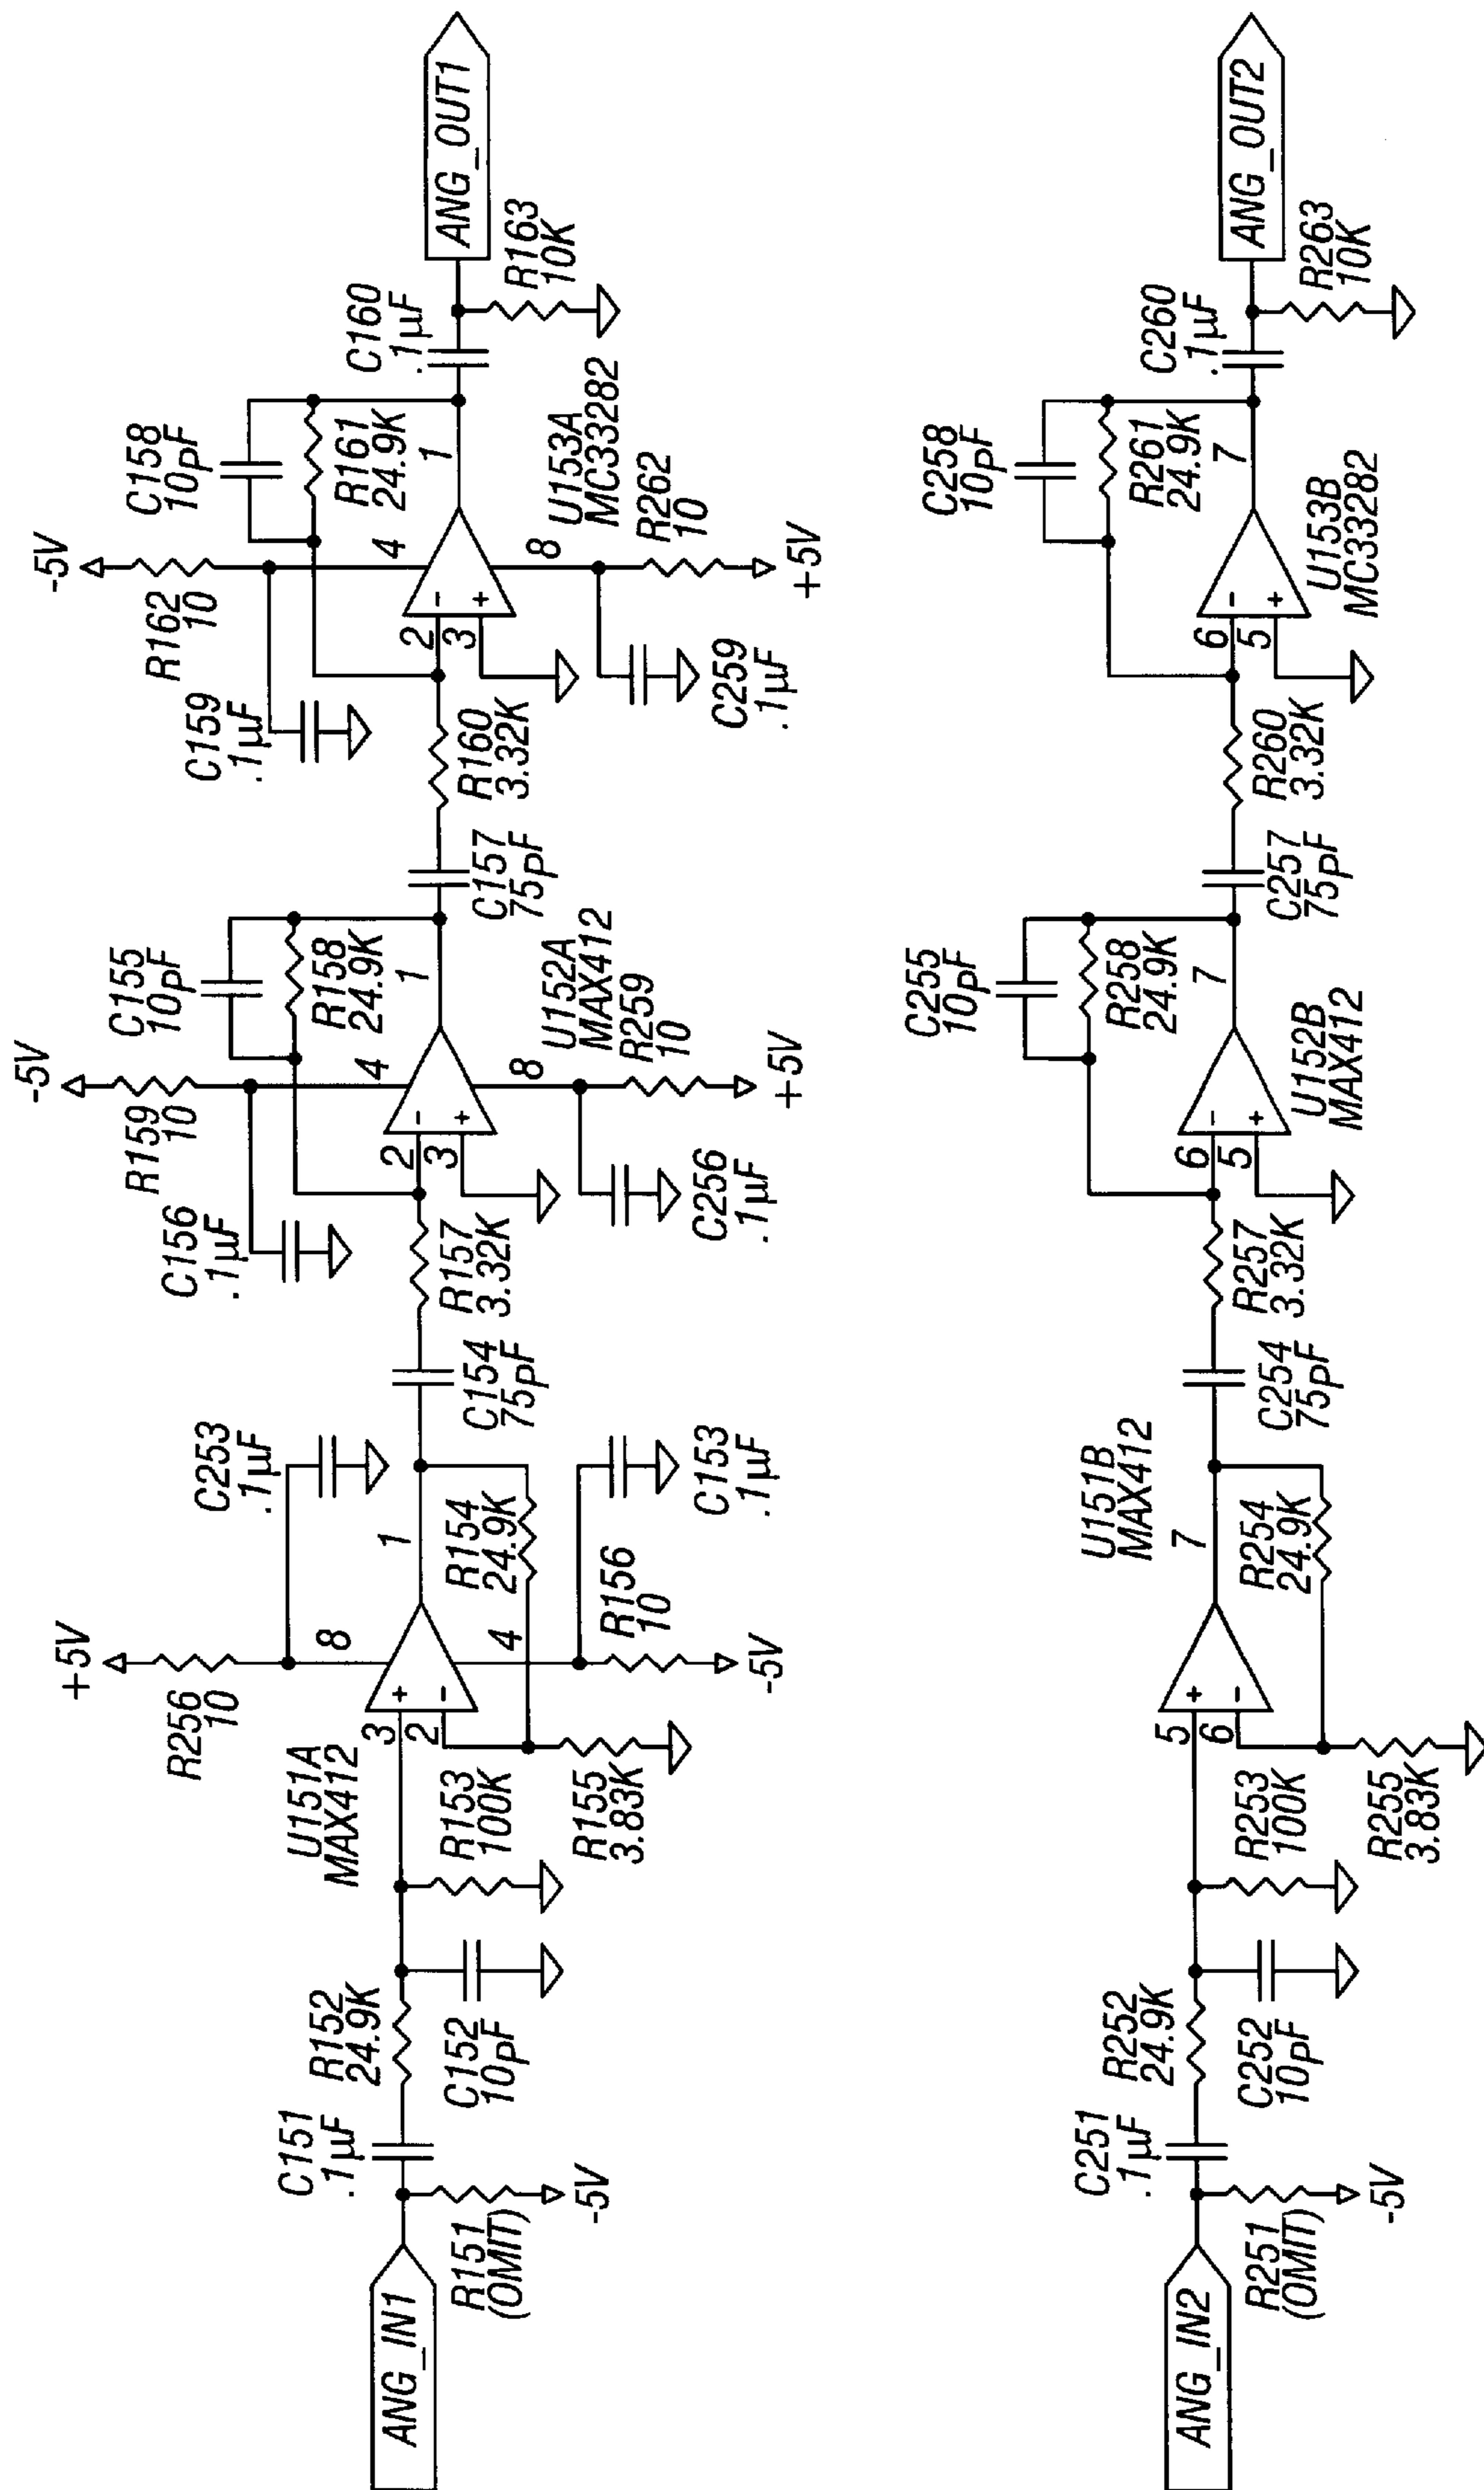 ANG_IN1
R151
(OMIT)
-5V
C151
.1µF
R152
24.9K
C152
10pF
R153
100K
U151A
MAX412
3
2
+
-
8
4
1
+5V
R256
10
C253
.1µF
R155
3.83K
R154
24.9K
R156
10
-5V
C153
.1µF
C154
75pF
R157
3.32K
C156
.1µF
R159
10
-5V
2
3
-
+
4
8
1
C155
10pF
R158
24.9K
U152A
MAX412
R259
10
+5V
C256
.1µF
C157
75pF
R160
3.32K
C159
.1µF
R162
10
-5V
2
3
-
+
4
8
1
C158
10pF
R161
24.9K
U153A
MC33282
R262
10
+5V
C259
.1µF
C160
.1µF
R163
10K
ANG_OUT1
ANG_IN2
R251
(OMIT)
-5V
C251
.1µF
R252
24.9K
C252
10pF
R253
100K
5
6
+
-
7
U151B
MAX412
R255
3.83K
R254
24.9K
C254
75pF
R257
3.32K
6
5
-
+
7
C255
10pF
R258
24.9K
U152B
MAX412
C257
75pF
R260
3.32K
6
5
-
+
7
C258
10pF
R261
24.9K
U153B
MC33282
C260
.1µF
R263
10K
ANG_OUT2